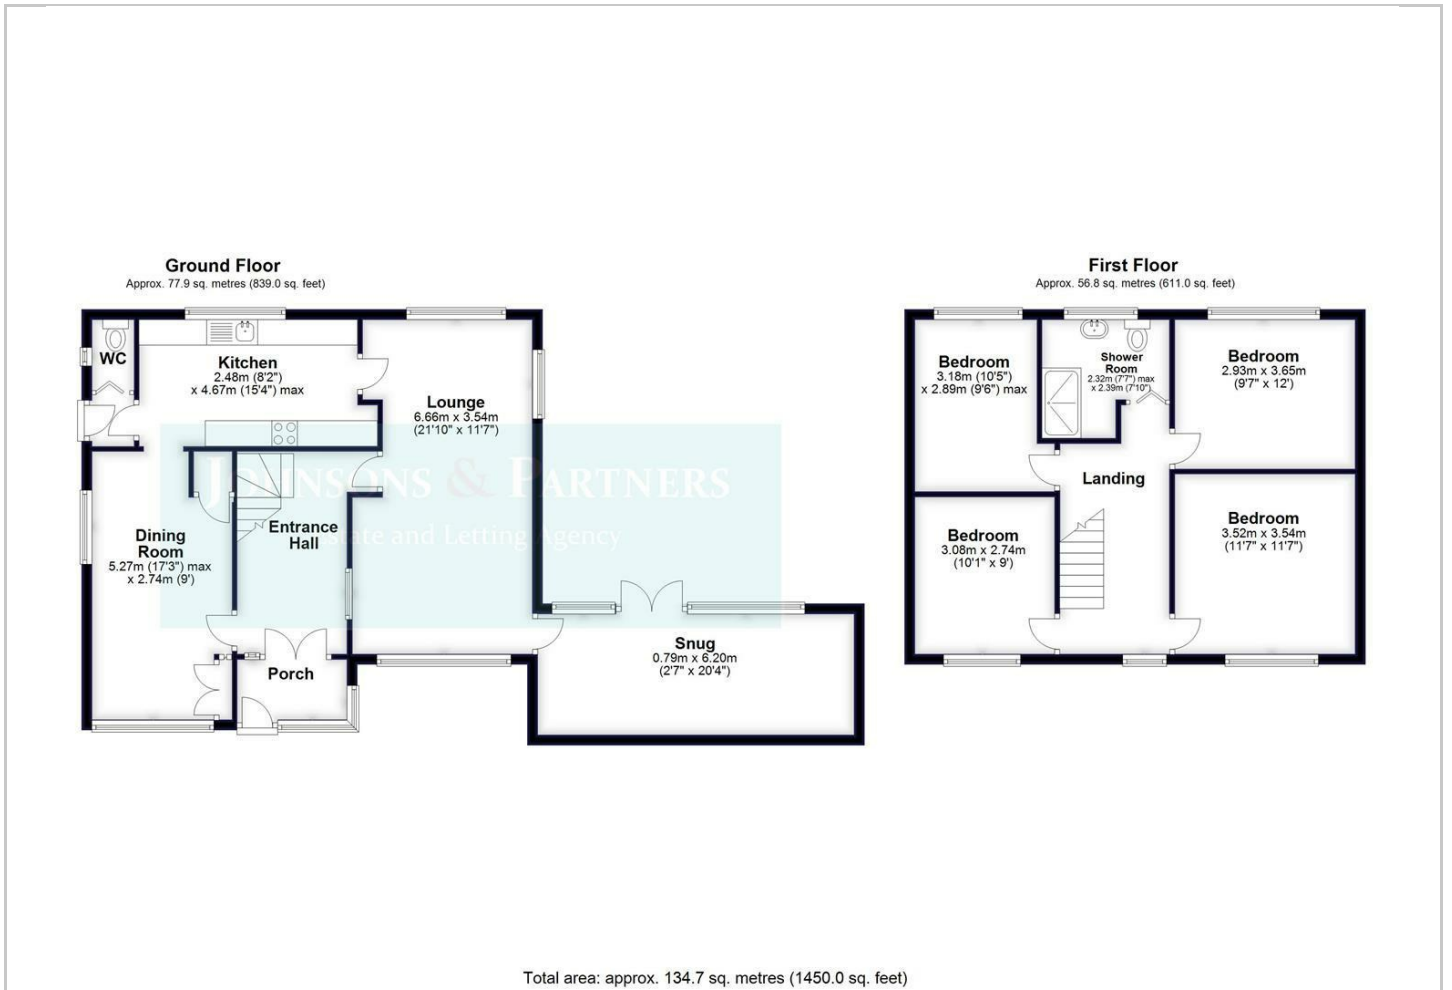 Ground Floor
Approx. 77.9 sq. metres (839.0 sq. feet)
WC
Kitchen
2.48m (8'2")
x 4.67m (15'4") max
Lounge
6.66m x 3.54m
(21'10" x 11'7")
JOHNSONS & PARTNERS
Estate and Letting Agency
Entrance
Hall
Dining
Room
5.27m (17'3") max
x 2.74m (9')
Porch
Snug
0.79m x 6.20m
(2'7" x 20'4")
First Floor
Approx. 56.8 sq. metres (611.0 sq. feet)
Bedroom
3.18m (10'5")
x 2.89m (9'6") max
Shower
Room
2.32m (7'7") max
x 2.39m (7'10")
Bedroom
2.93m x 3.65m
(9'7" x 12')
Landing
Bedroom
3.08m x 2.74m
(10'1" x 9')
Bedroom
3.52m x 3.54m
(11'7" x 11'7")
Total area: approx. 134.7 sq. metres (1450.0 sq. feet)